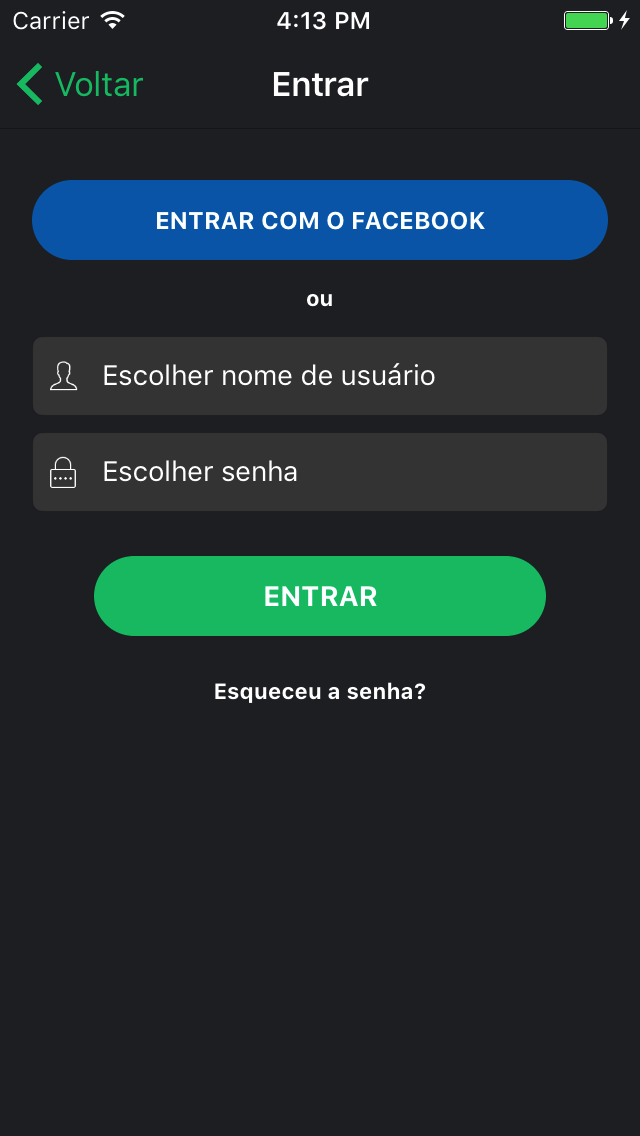 Carrier 4:13 PM
Voltar Entrar
ENTRAR COM O FACEBOOK
ou
Escolher nome de usuário
Escolher senha
ENTRAR
Esqueceu a senha?